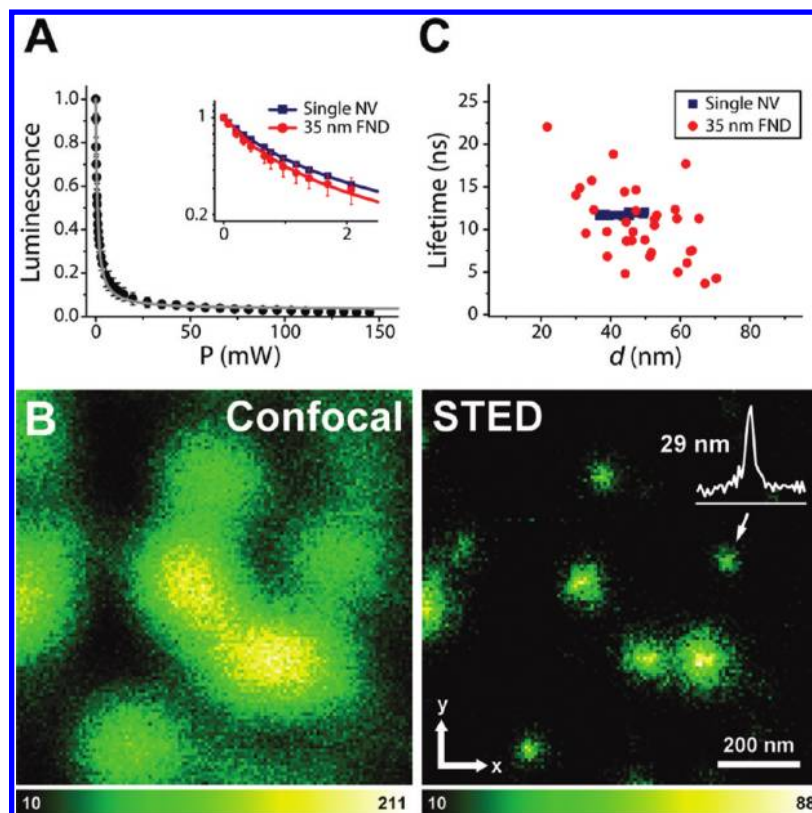 A
Luminescence
1.0
0.8
0.6
0.4
0.2
0.0
0
50
100
150
P (mW)
1
0.2
0
1
2
Single NV
35 nm FND
C
Lifetime (ns)
25
20
15
10
5
0
20
40
60
80
d (nm)
Single NV
35 nm FND
B
Confocal
10
211
STED
29 nm
y
x
200 nm
10
88